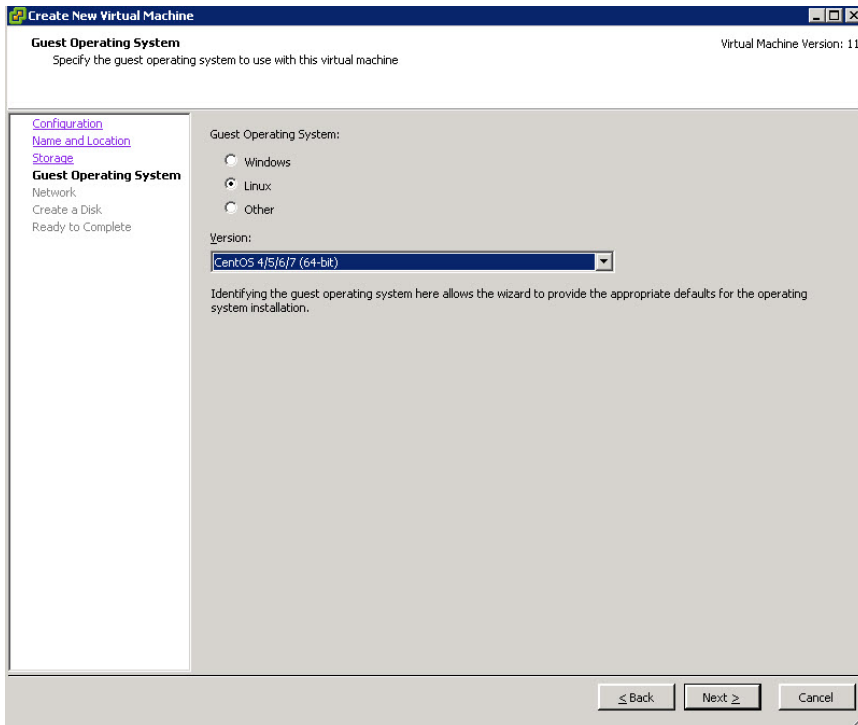 Create New Virtual Machine
Guest Operating System
Specify the guest operating system to use with this virtual machine
Virtual Machine Version: 11
Configuration
Name and Location
Storage
Guest Operating System
Network
Create a Disk
Ready to Complete
Guest Operating System:
Windows
Linux
Other
Version:
CentOS 4/5/6/7 (64-bit)
Identifying the guest operating system here allows the wizard to provide the appropriate defaults for the operating
system installation.
< Back
Next >
Cancel